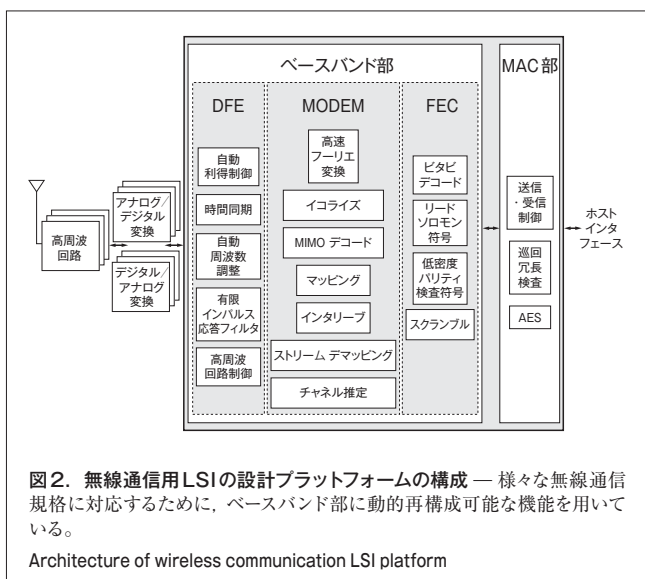 ベースバンド部
MAC部
DFE
MODEM
FEC
自動
利得制御
時間同期
自動
周波数
調整
有限
インパルス
応答フィルタ
高周波
回路制御
高速
フーリエ
変換
イコライズ
MIMO デコード
マッピング
インタリーブ
ストリーム デマッピング
チャネル推定
ビタビ
デコード
リード
ソロモン
符号
低密度
パリティ
検査符号
スクランブル
送信
・受信
制御
巡回
冗長
検査
AES
高周波
回路
アナログ/
デジタル
変換
デジタル/
アナログ
変換
ホスト
インタ
フェース
図2.無線通信用LSIの設計プラットフォームの構成 — 様々な無線通信
規格に対応するために,ベースバンド部に動的再構成可能な機能を用いて
いる。
Architecture of wireless communication LSI platform